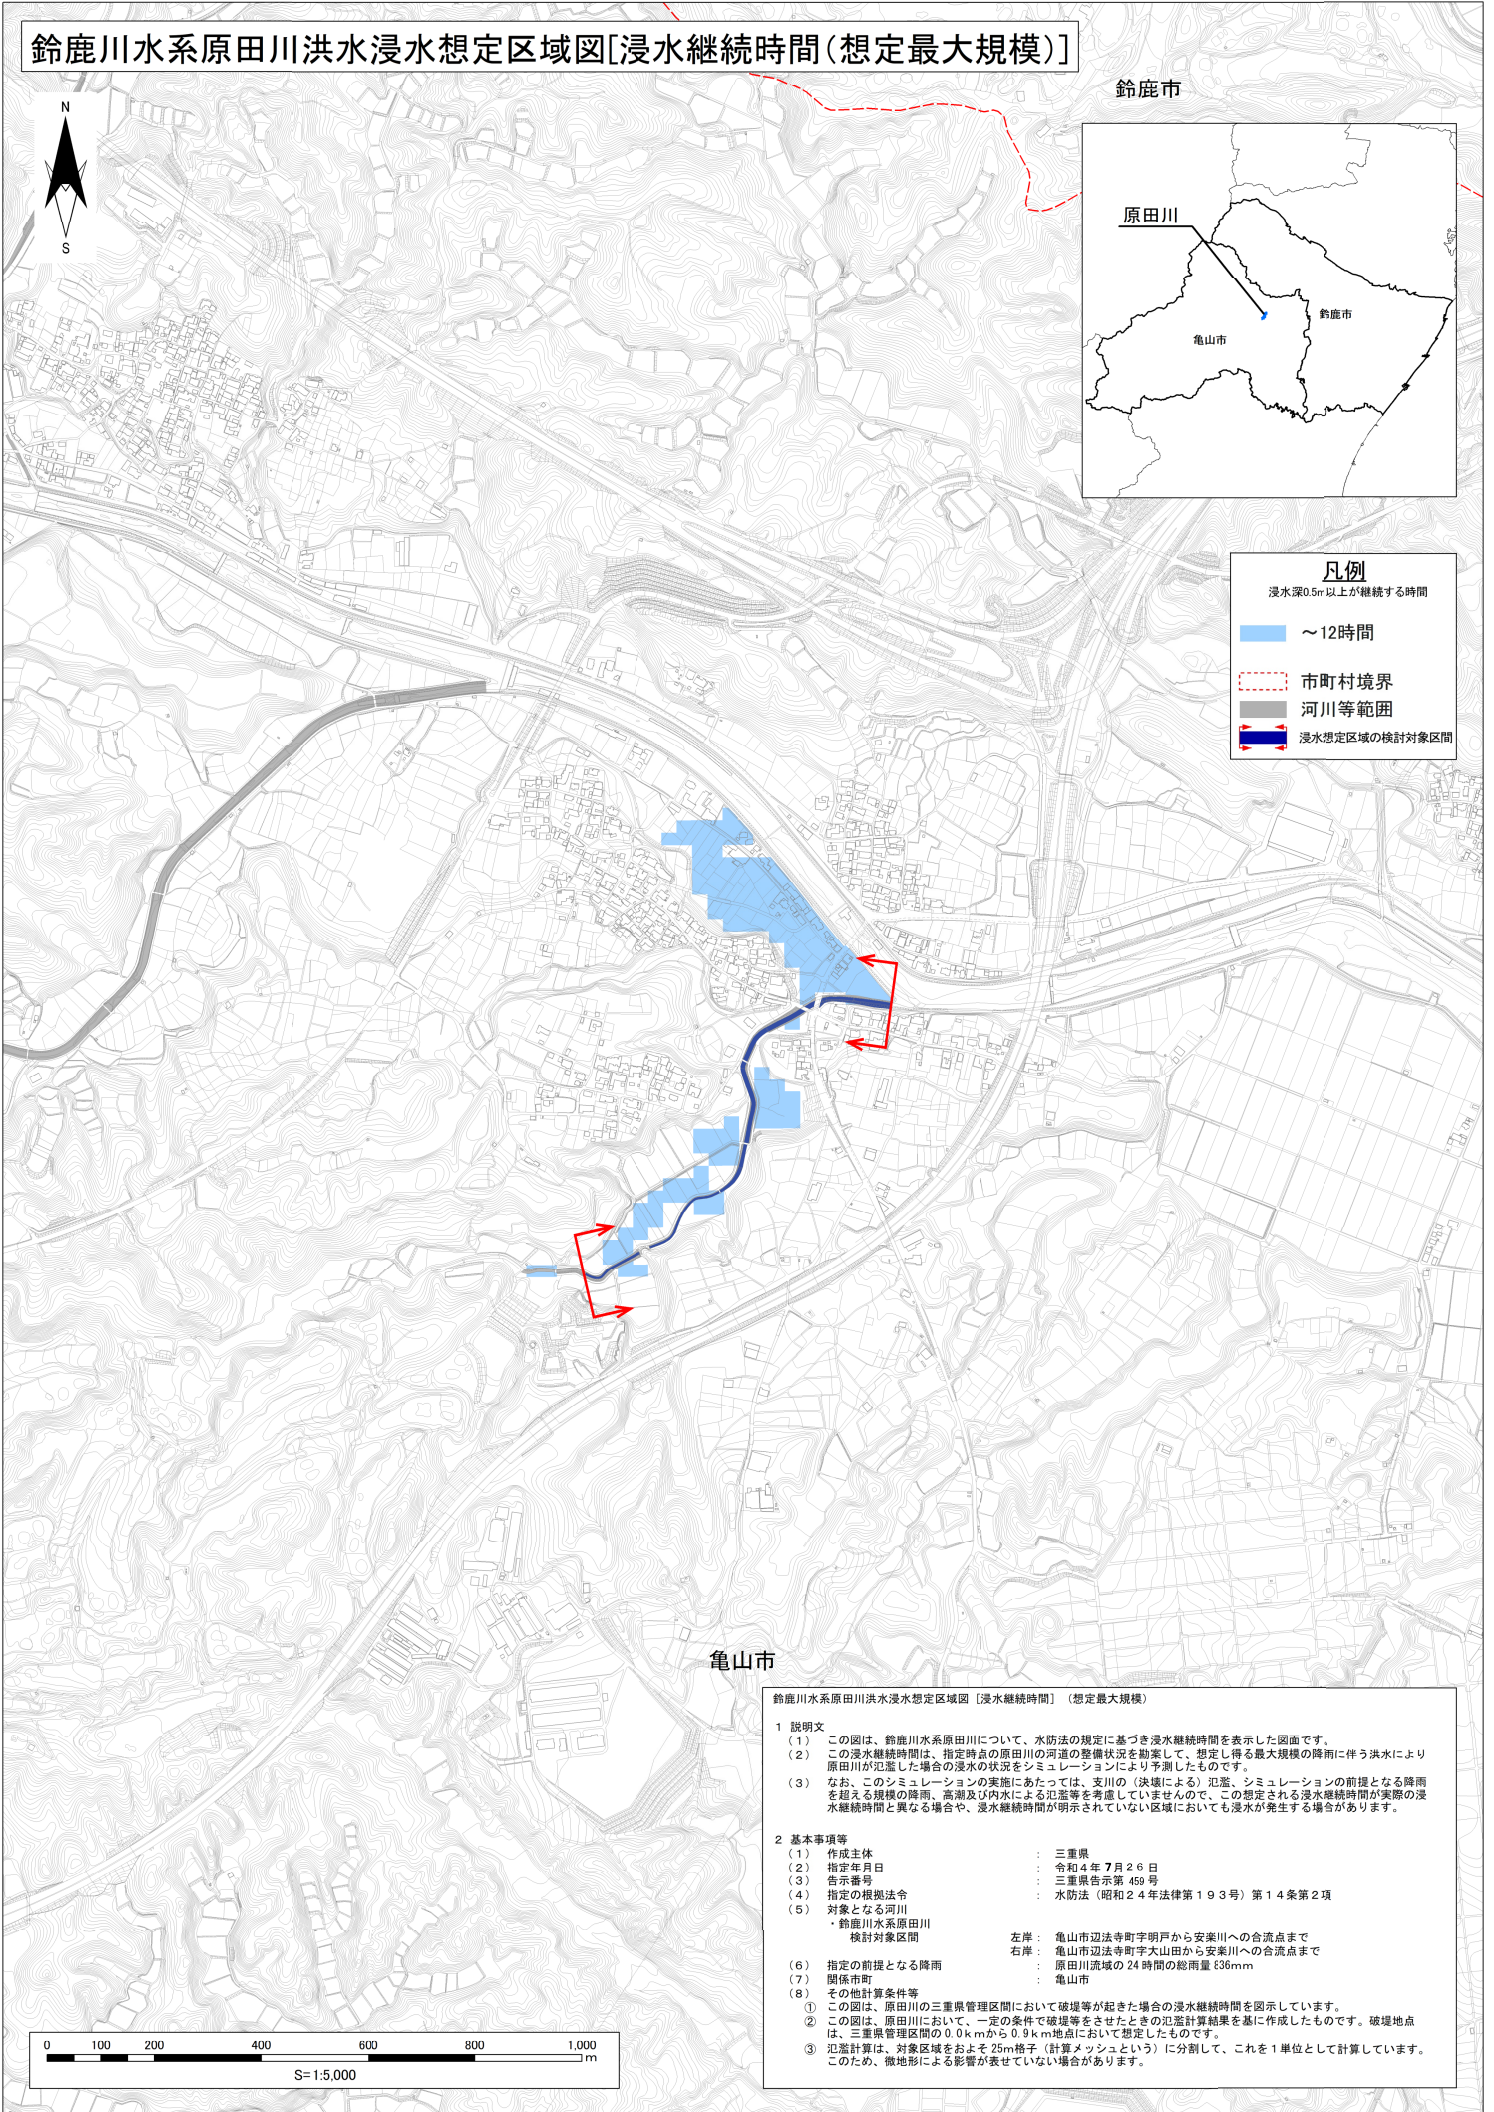 鈴鹿川水系原田川洪水浸水想定区域図[浸水継続時間(想定最大規模)]
N
S
鈴鹿市
原田川
鈴鹿市
亀山市
凡例
浸水深0.5m以上が継続する時間
～12時間
市町村境界
河川等範囲
浸水想定区域の検討対象区間
亀山市
鈴鹿川水系原田川洪水浸水想定区域図［浸水継続時間］（想定最大規模）
1 説明文
（1） この図は、鈴鹿川水系原田川について、水防法の規定に基づき浸水継続時間を表示した図面です。
（2） この浸水継続時間は、指定時点の原田川の河道の整備状況を勘案して、想定し得る最大規模の降雨に伴う洪水により
原田川が氾濫した場合の浸水の状況をシミュレーションにより予測したものです。
（3） なお、このシミュレーションの実施にあたっては、支川の（決壊による）氾濫、シミュレーションの前提となる降雨
を超える規模の降雨、高潮及び内水による氾濫等を考慮していませんので、この想定される浸水継続時間が実際の浸
水継続時間と異なる場合や、浸水継続時間が明示されていない区域においても浸水が発生する場合があります。
2 基本事項等
（1） 作成主体 : 三重県
（2） 指定年月日 : 令和４年７月２６日
（3） 告示番号 : 三重県告示第 459 号
（4） 指定の根拠法令 : 水防法（昭和２４年法律第１９３号）第１４条第２項
（5） 対象となる河川
・鈴鹿川水系原田川
検討対象区間 左岸： 亀山市辺法寺町字明戸から安楽川への合流点まで
右岸： 亀山市辺法寺町字大山田から安楽川への合流点まで
（6） 指定の前提となる降雨 : 原田川流域の 24 時間の総雨量 836mm
（7） 関係市町 : 亀山市
（8） その他計算条件等
① この図は、原田川の三重県管理区間において破堤等が起きた場合の浸水継続時間を図示しています。
② この図は、原田川において、一定の条件で破堤等をさせたときの氾濫計算結果を基に作成したものです。破堤地点
は、三重県管理区間の 0.0ｋｍから 0.9ｋｍ地点において想定したものです。
③ 氾濫計算は、対象区域をおよそ 25m格子（計算メッシュという）に分割して、これを１単位として計算しています。
このため、微地形による影響が表せていない場合があります。
0 100 200 400 600 800 1,000
m
S=1:5,000